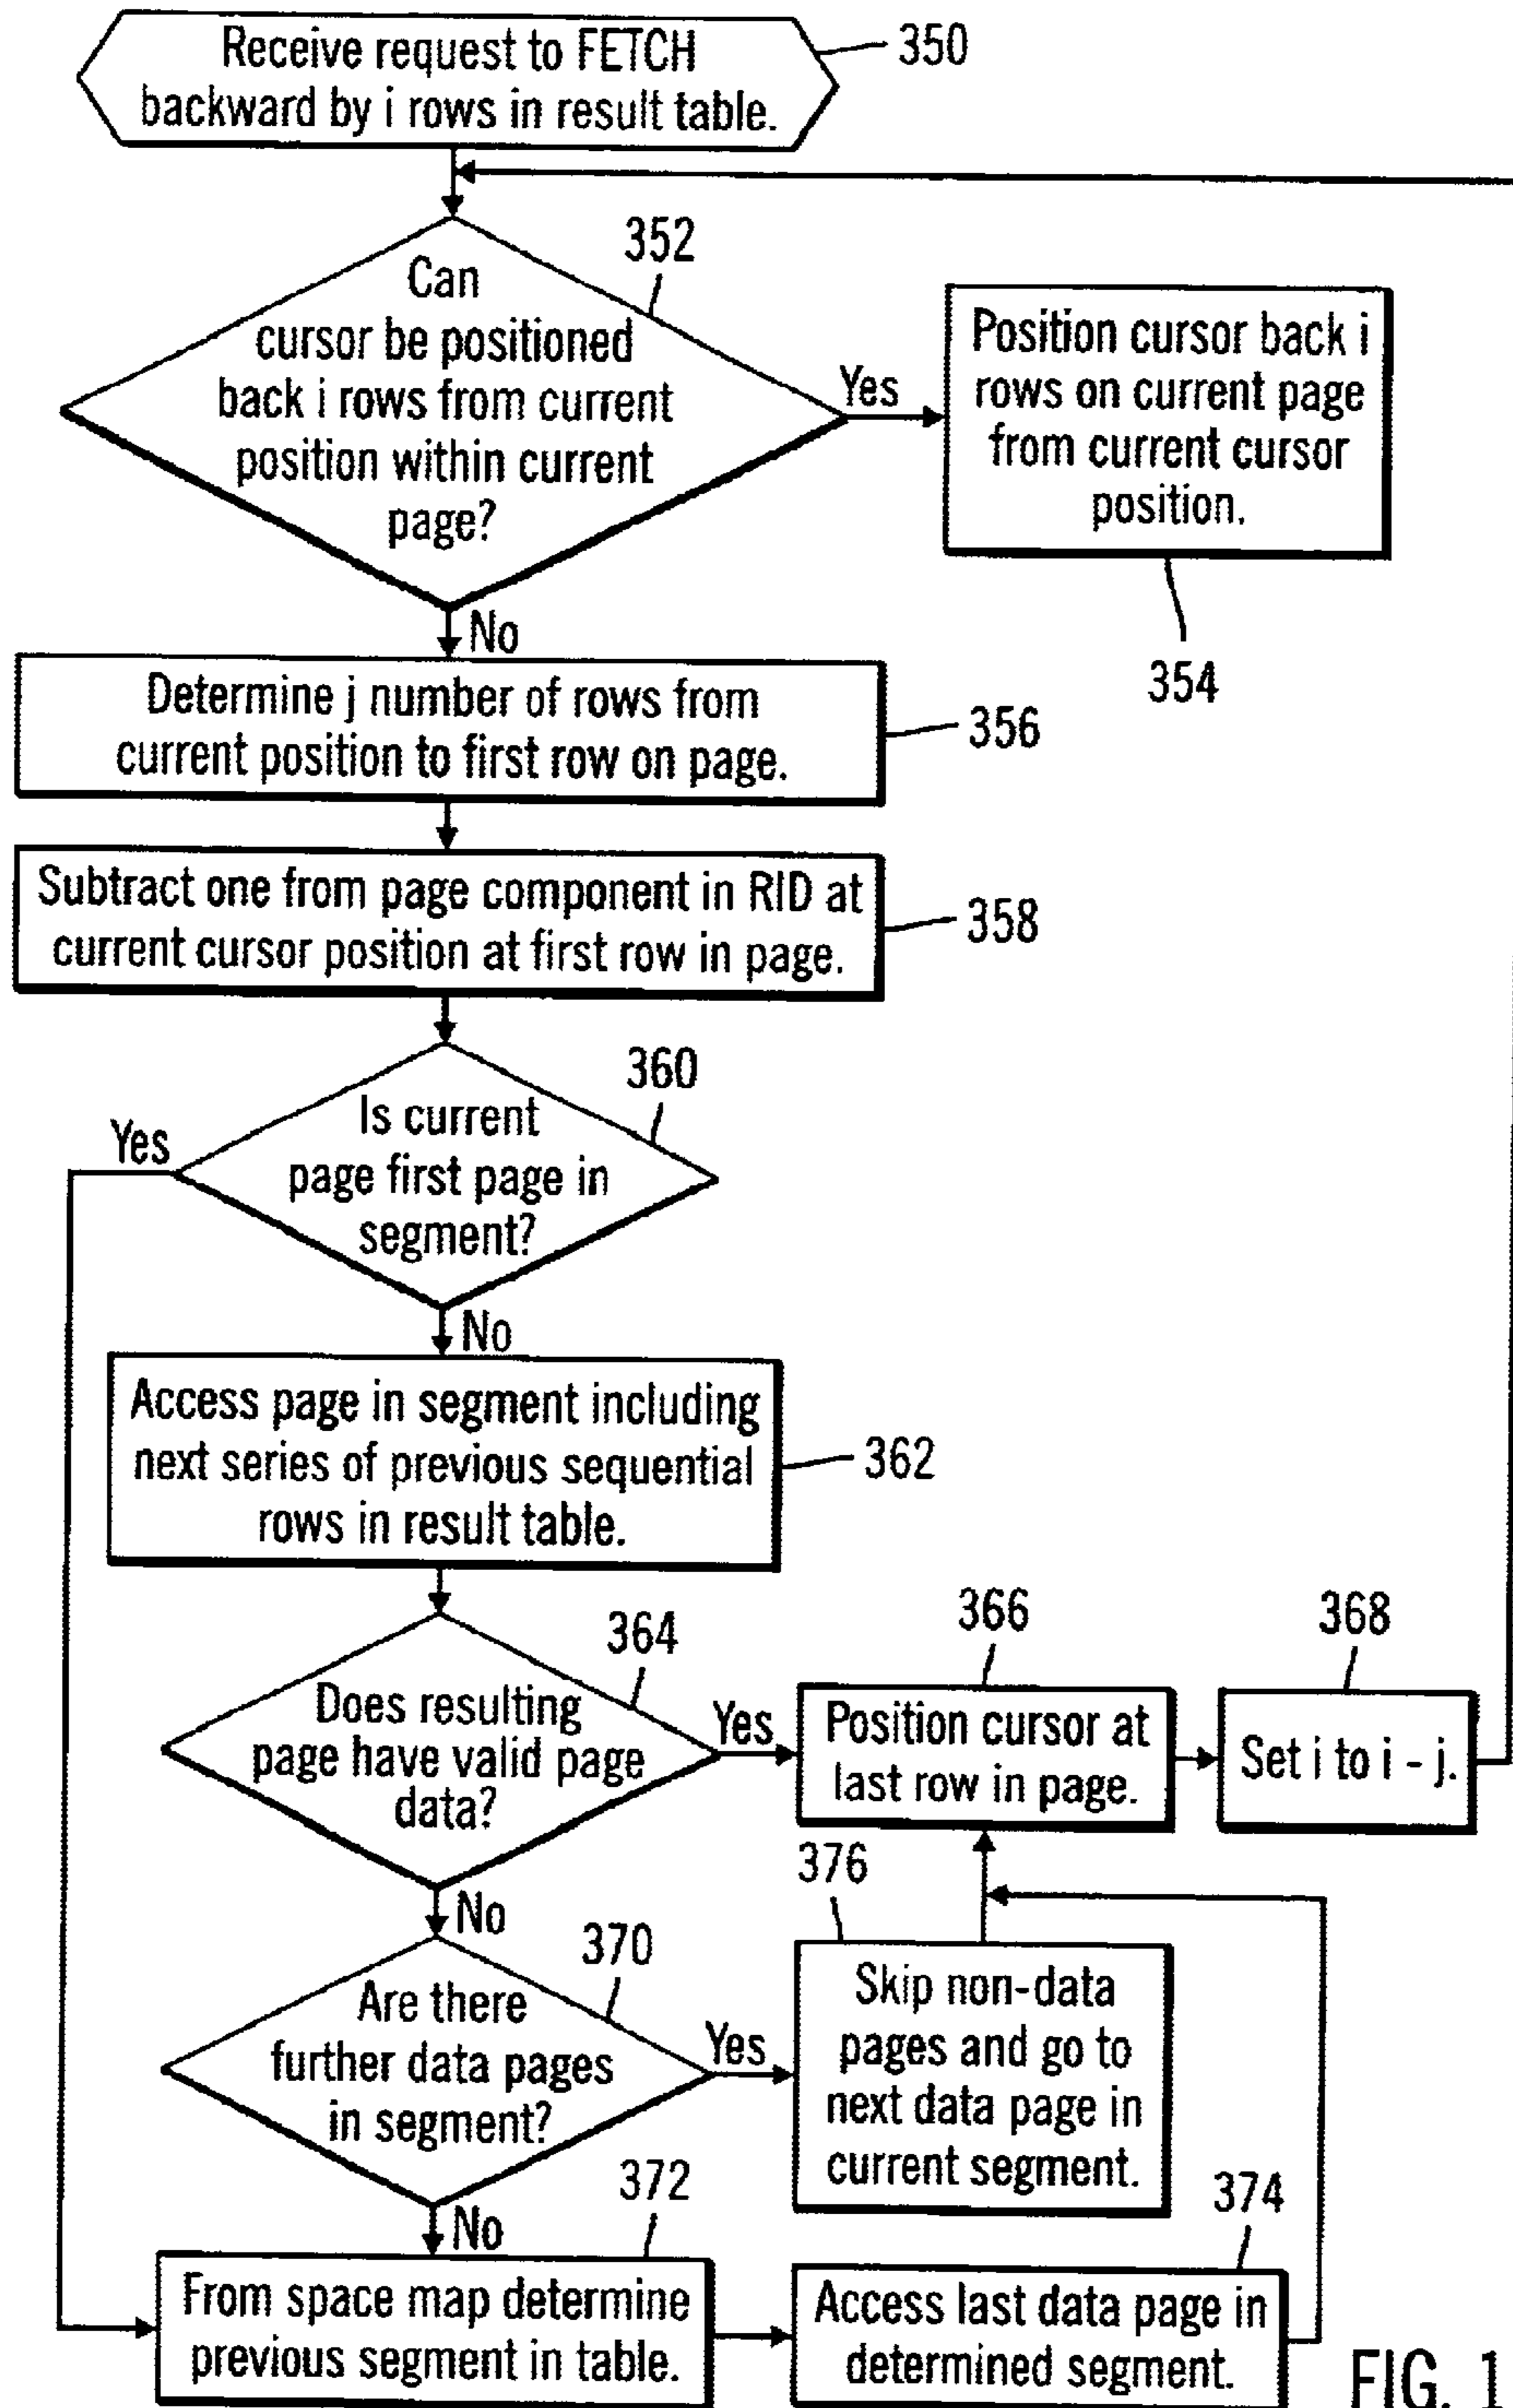 Receive request to FETCH
backward by i rows in result table.
350
352
Can
cursor be positioned
back i rows from current
position within current
page?
Yes
Position cursor back i
rows on current page
from current cursor
position.
354
No
Determine j number of rows from
current position to first row on page.
356
Subtract one from page component in RID at
current cursor position at first row in page.
358
360
Is current
page first page in
segment?
Yes
No
Access page in segment including
next series of previous sequential
rows in result table.
362
364
Does resulting
page have valid page
data?
Yes
366
Position cursor at
last row in page.
368
Set i to i - j.
No
370
Are there
further data pages
in segment?
Yes
376
Skip non-data
pages and go to
next data page in
current segment.
No
372
From space map determine
previous segment in table.
374
Access last data page in
determined segment.
FIG. 1